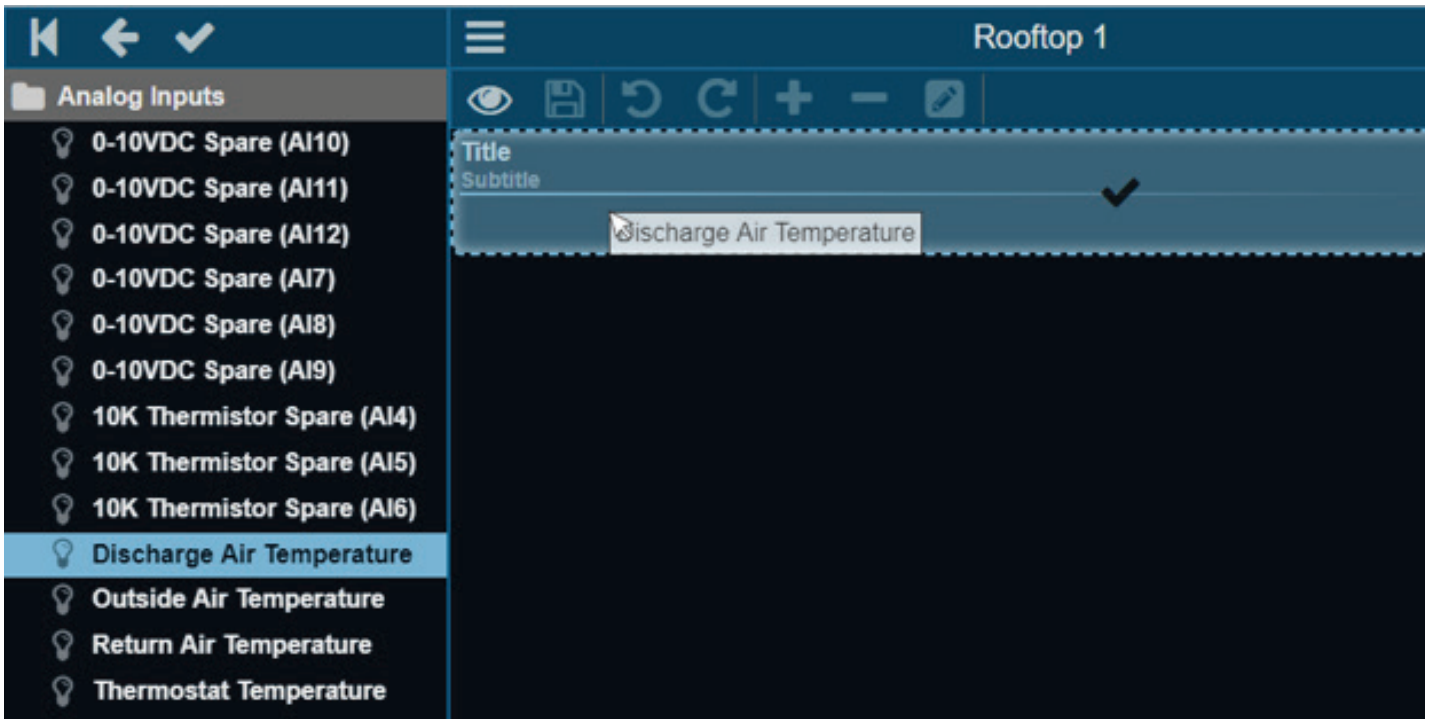 Rooftop 1
Analog Inputs
0-10VDC Spare (AI10)
0-10VDC Spare (AI11)
0-10VDC Spare (AI12)
0-10VDC Spare (AI7)
0-10VDC Spare (AI8)
0-10VDC Spare (AI9)
10K Thermistor Spare (AI4)
10K Thermistor Spare (AI5)
10K Thermistor Spare (AI6)
Discharge Air Temperature
Outside Air Temperature
Return Air Temperature
Thermostat Temperature
Title
Subtitle
Discharge Air Temperature